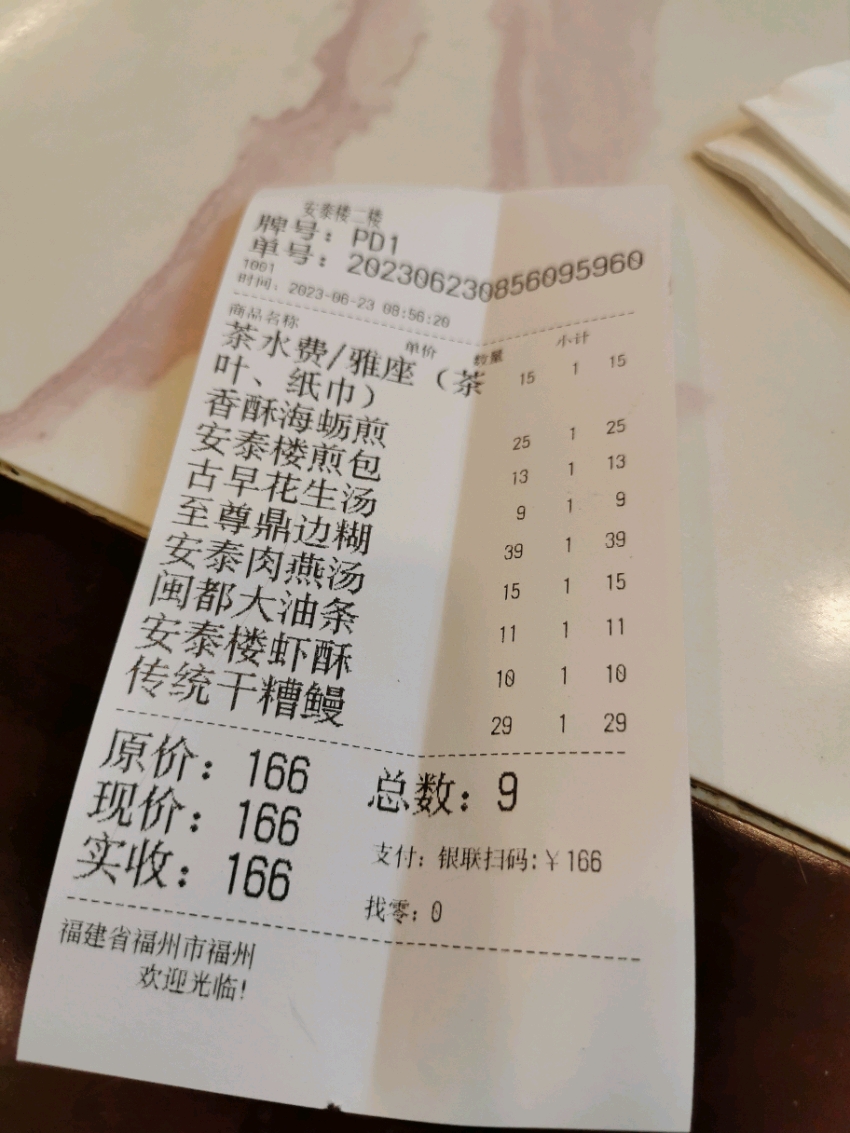 安泰楼二楼
牌号：PD1
单号：20230623085609596​0
1001
时间：2023-06-23 08:56:20
商品名称 单价 数量 小计
茶水费/雅座（茶 15 1 15
叶、纸巾）
香酥海蛎煎 25 1 25
安泰楼煎包 13 1 13
古早花生汤 9 1 9
至尊鼎边糊 39 1 39
安泰肉燕汤 15 1 15
闽都大油条 11 1 11
安泰楼虾酥 10 1 10
传统干糟鳗 29 1 29
原价：166 总数：9
现价：166
支付：银联扫码:￥166
实收：166
找零：0
福建省福州市福州
欢迎光临!